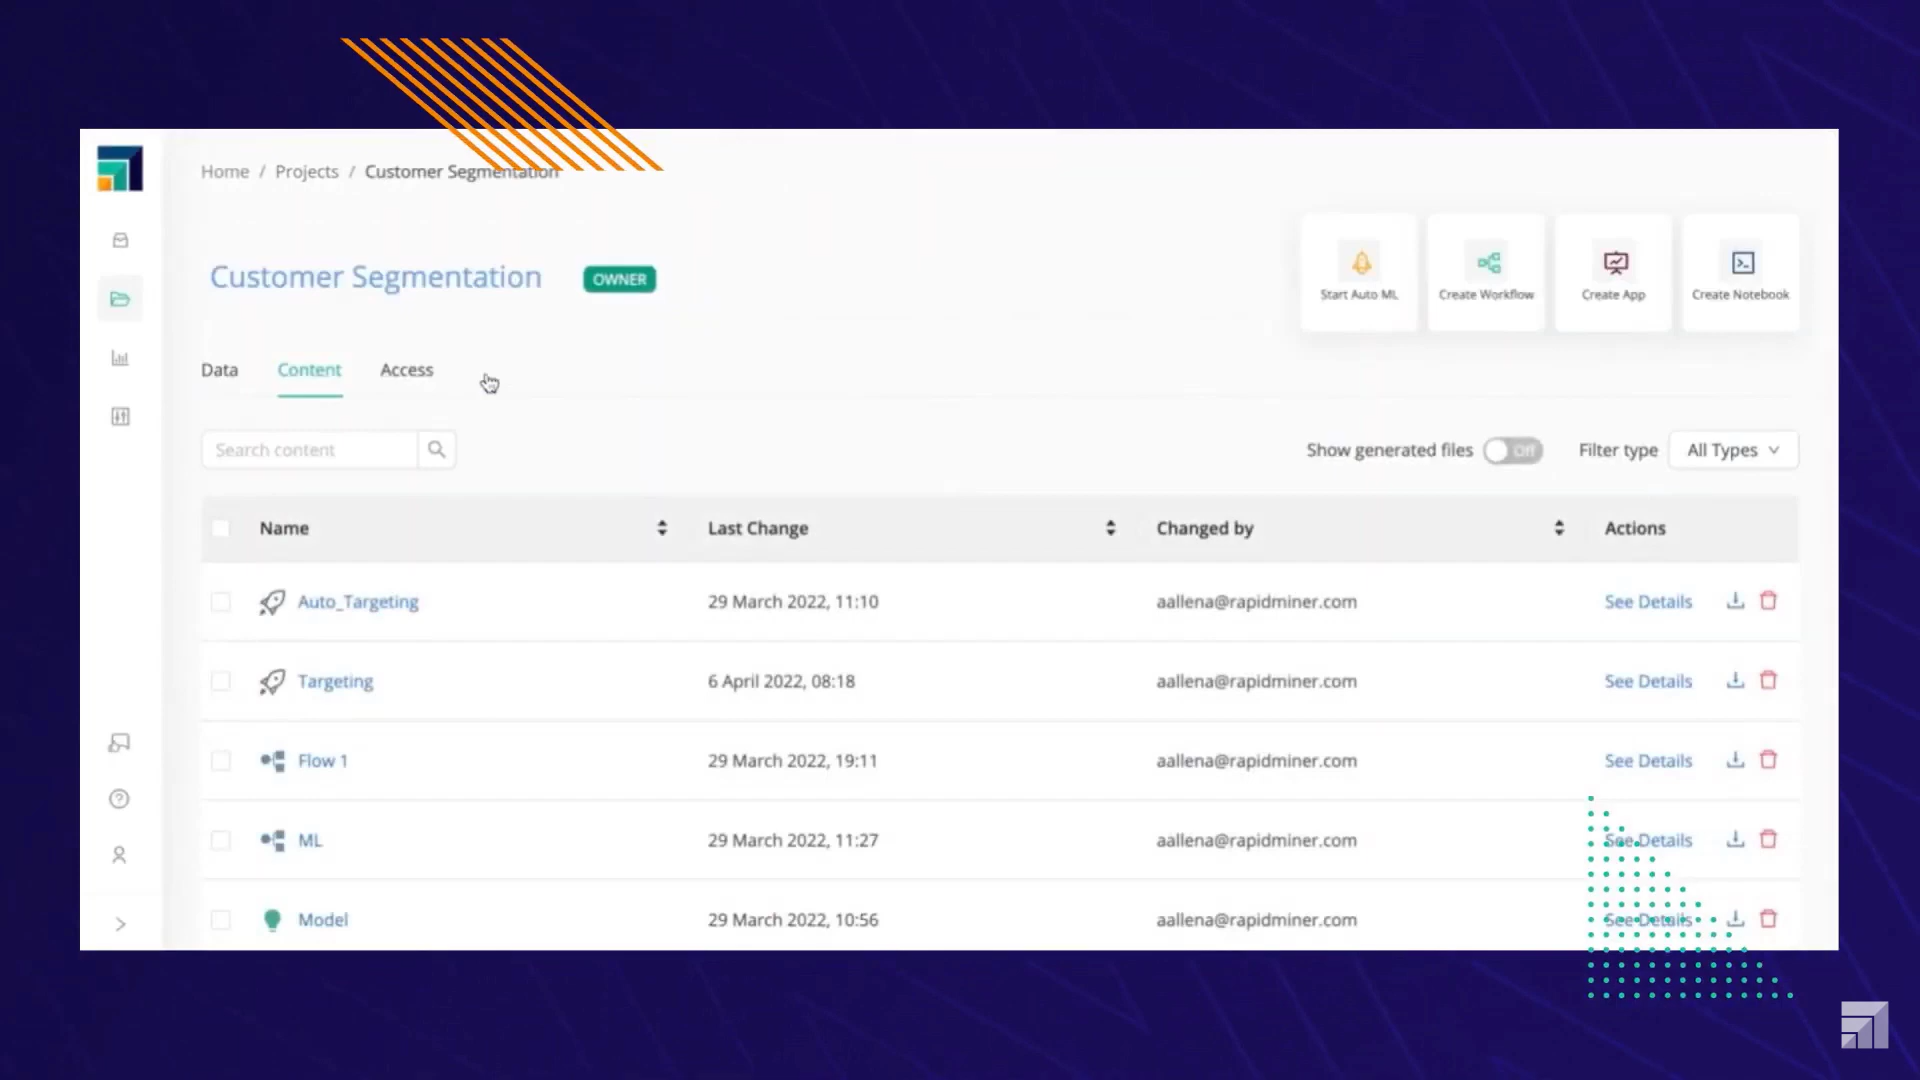 Home / Projects / Customer Segmentation
Customer Segmentation OWNER
Start Auto ML Create Workflow Create App Create Notebook
Data Content Access
Search content Show generated files Off Filter type All Types
Name Last Change Changed by Actions
Auto_Targeting 29 March 2022, 11:10 aallena@rapidminer.com See Details
Targeting 6 April 2022, 08:18 aallena@rapidminer.com See Details
Flow 1 29 March 2022, 19:11 aallena@rapidminer.com See Details
ML 29 March 2022, 11:27 aallena@rapidminer.com See Details
Model 29 March 2022, 10:56 aallena@rapidminer.com See Details